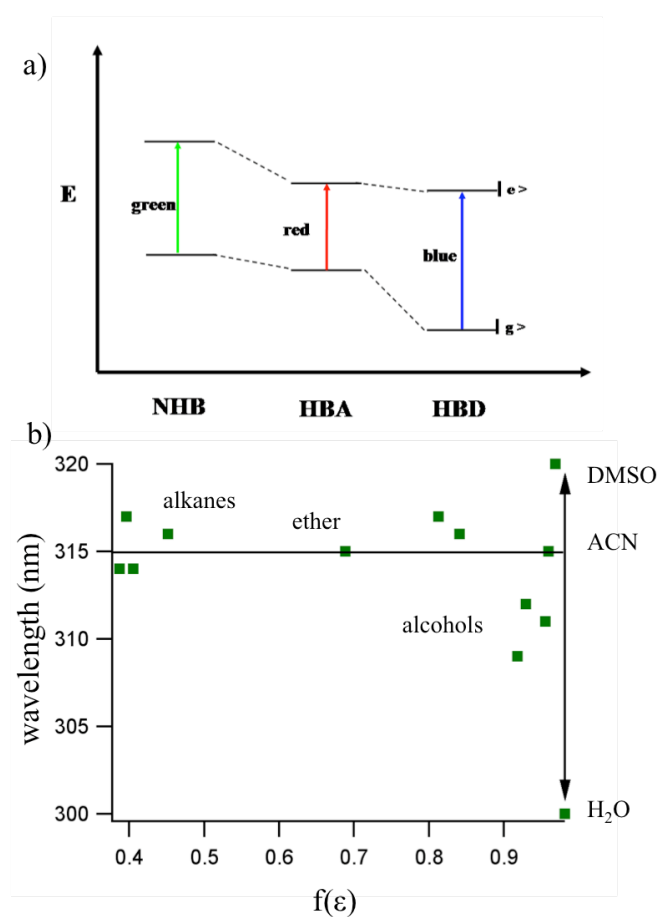 a)
E
green
red
blue
e >
g >
NHB HBA HBD
b)
320
315
310
305
300
wavelength (nm)
alkanes
ether
alcohols
DMSO
ACN
H₂O
0.4 0.5 0.6 0.7 0.8 0.9
f(ε)